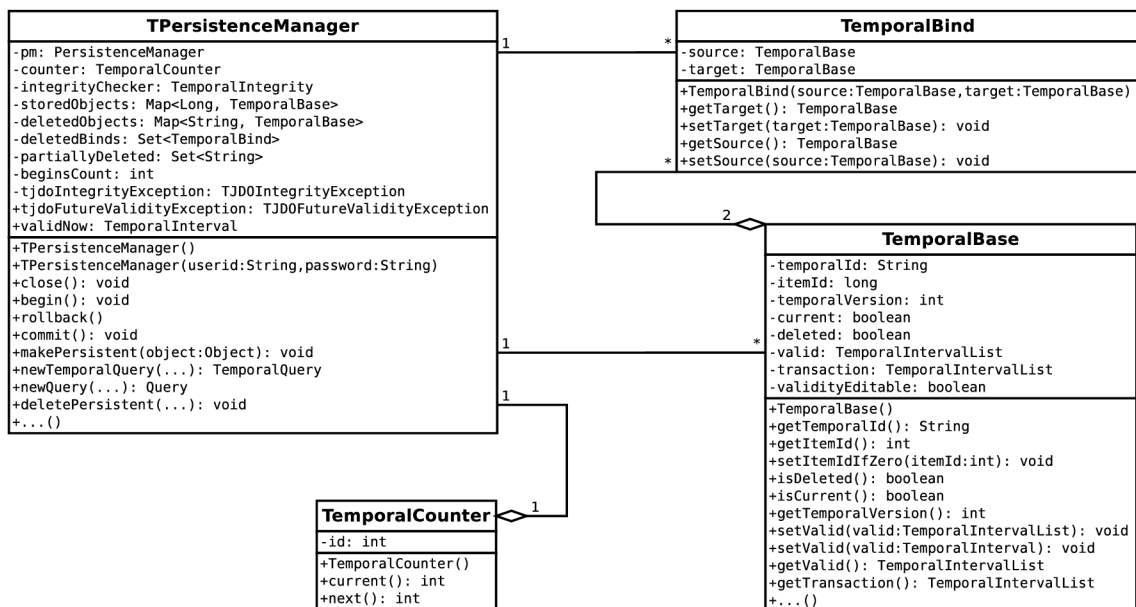 TPersistenceManager
-pm: PersistenceManager
-counter: TemporalCounter
-integrityChecker: TemporalIntegrity
-storedObjects: Map<Long, TemporalBase>
-deletedObjects: Map<String, TemporalBase>
-deletedBinds: Set<TemporalBind>
-partiallyDeleted: Set<String>
-beginsCount: int
-tjdoIntegrityException: TJDOIntegrityException
+tjdoFutureValidityException: TJDOFutureValidityException
+validNow: TemporalInterval
+TPersistenceManager()
+TPersistenceManager(userid:String,password:String)
+close(): void
+begin(): void
+rollback()
+commit(): void
+makePersistent(object:Object): void
+newTemporalQuery(...): TemporalQuery
+newQuery(...): Query
+deletePersistent(...): void
+...()
1
*
TemporalBind
-source: TemporalBase
-target: TemporalBase
+TemporalBind(source:TemporalBase,target:TemporalBase)
+getTarget(): TemporalBase
+setTarget(target:TemporalBase): void
+getSource(): TemporalBase
+setSource(source:TemporalBase): void
*
2
1
*
TemporalBase
-temporalId: String
-itemId: long
-temporalVersion: int
-current: boolean
-deleted: boolean
-valid: TemporalIntervalList
-transaction: TemporalIntervalList
-validityEditable: boolean
+TemporalBase()
+getTemporalId(): String
+getItemId(): int
+setItemIdIfZero(itemId:int): void
+isDeleted(): boolean
+isCurrent(): boolean
+getTemporalVersion(): int
+setValid(valid:TemporalIntervalList): void
+setValid(valid:TemporalInterval): void
+getValid(): TemporalIntervalList
+getTransaction(): TemporalIntervalList
+...()
1
1
TemporalCounter
-id: int
+TemporalCounter()
+current(): int
+next(): int